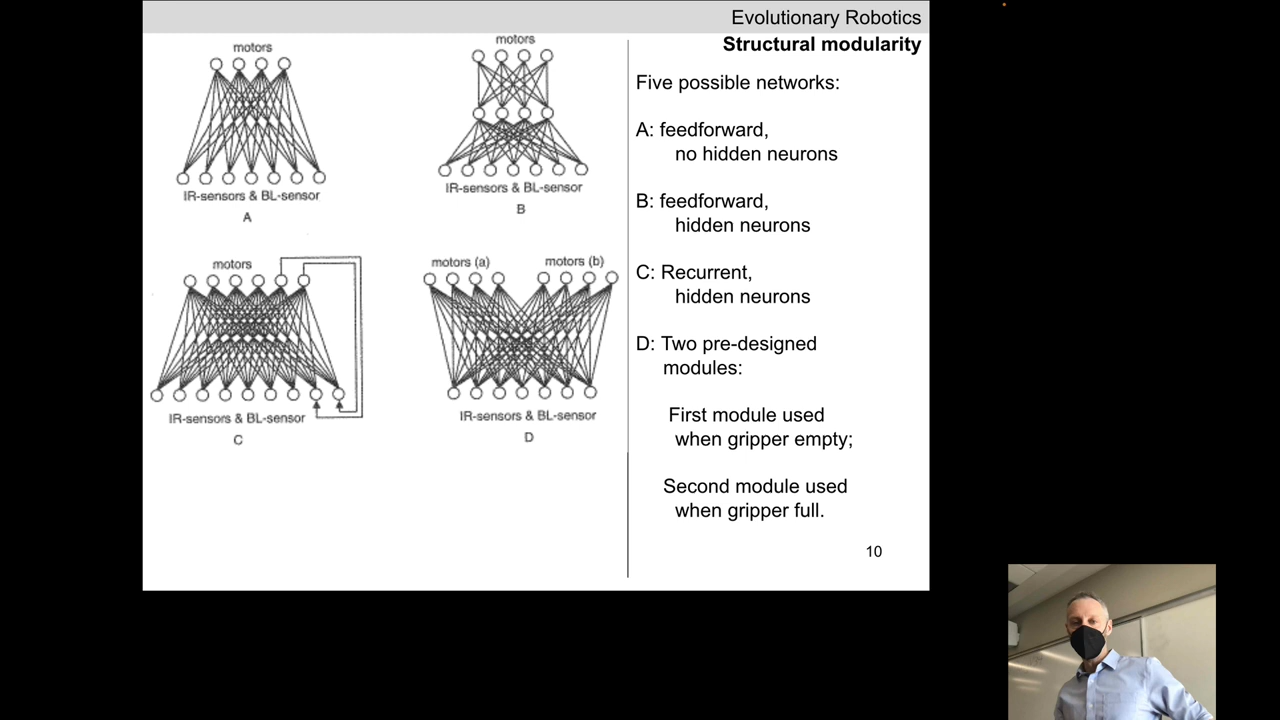 Evolutionary Robotics
Structural modularity
motors
IR-sensors & BL-sensor
A
motors
IR-sensors & BL-sensor
B
motors
IR-sensors & BL-sensor
C
motors (a) motors (b)
IR-sensors & BL-sensor
D
Five possible networks:
A: feedforward,
no hidden neurons
B: feedforward,
hidden neurons
C: Recurrent,
hidden neurons
D: Two pre-designed
modules:
First module used
when gripper empty;
Second module used
when gripper full.
10